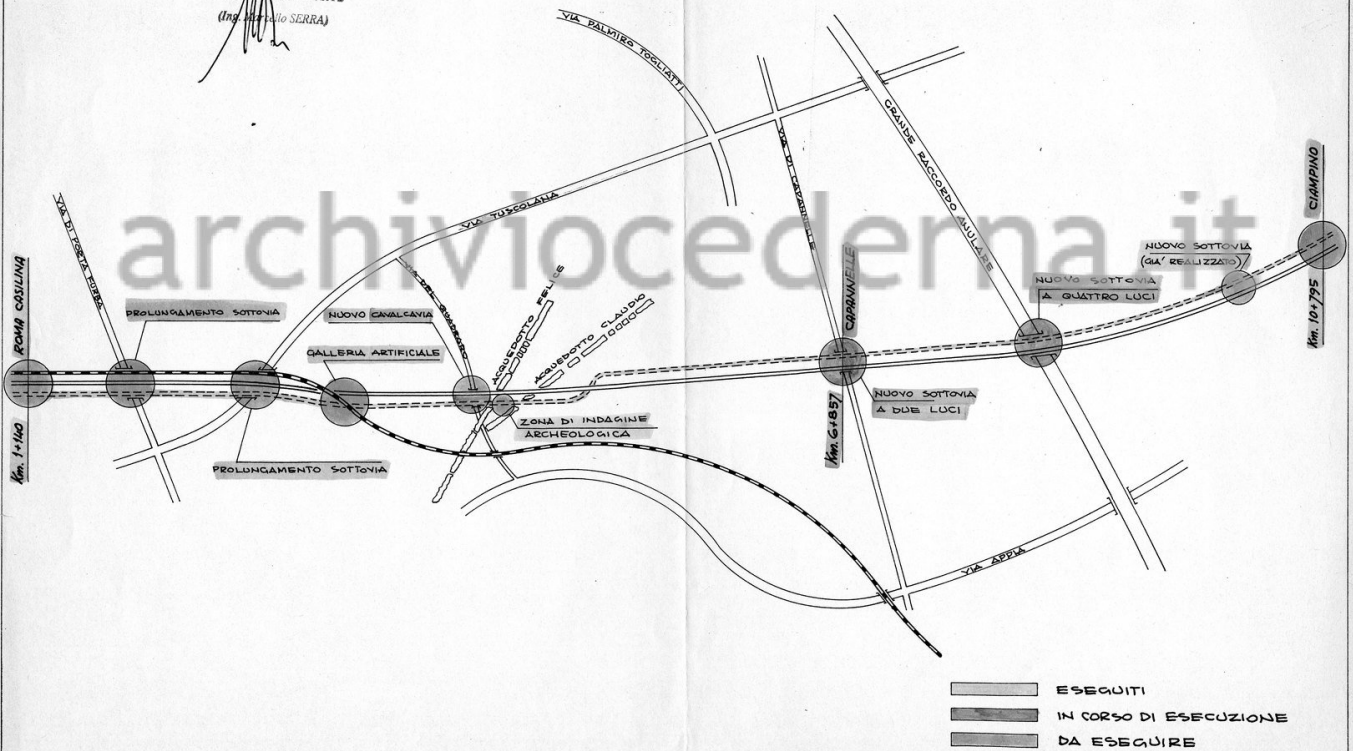 (Ing. Marcello SERRA)
VIA PALMIRO TOGLIATTI
VIA DI CAPANNELLE
GRANDE RACCORDO ANULARE
VIA TUSCOLANA
VIA DI PORTA FURBA
archiviocederna.it
ROMA CASILINA
Km. 1+140
PROLUNGAMENTO SOTTOVIA
NUOVO CAVALCAVIA
VIA DEL QUADRARO
GALLERIA ARTIFICIALE
PROLUNGAMENTO SOTTOVIA
ACQUEDOTTO FELICE
ACQUEDOTTO CLAUDIO
ZONA DI INDAGINE
ARCHEOLOGICA
CAPANNELLE
Km. 6+857
NUOVO SOTTOVIA
A DUE LUCI
NUOVO SOTTOVIA
A QUATTRO LUCI
NUOVO SOTTOVIA
(GIA' REALIZZATO)
CIAMPINO
Km. 10+795
VIA APPIA
ESEGUITI
IN CORSO DI ESECUZIONE
DA ESEGUIRE